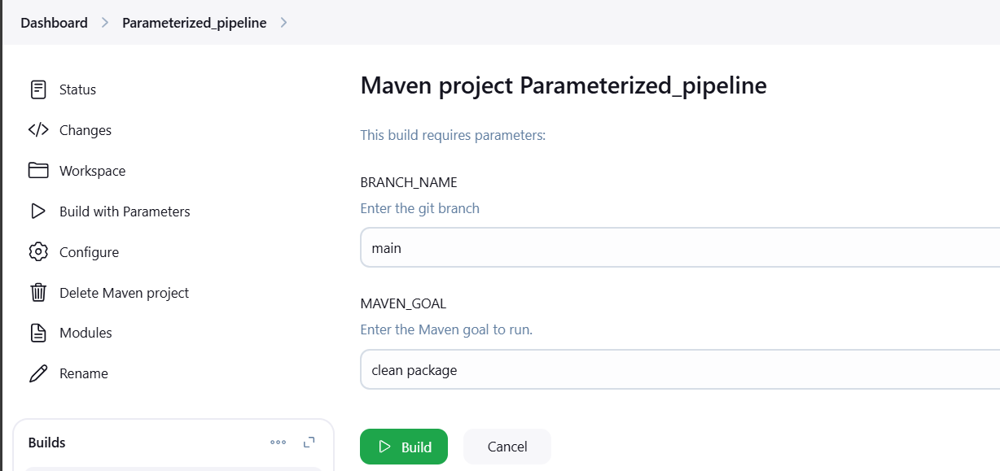 Dashboard > Parameterized_pipeline >
Status
Changes
Workspace
Build with Parameters
Configure
Delete Maven project
Modules
Rename
Builds
Maven project Parameterized_pipeline
This build requires parameters:
BRANCH_NAME
Enter the git branch
main
MAVEN_GOAL
Enter the Maven goal to run.
clean package
Build Cancel